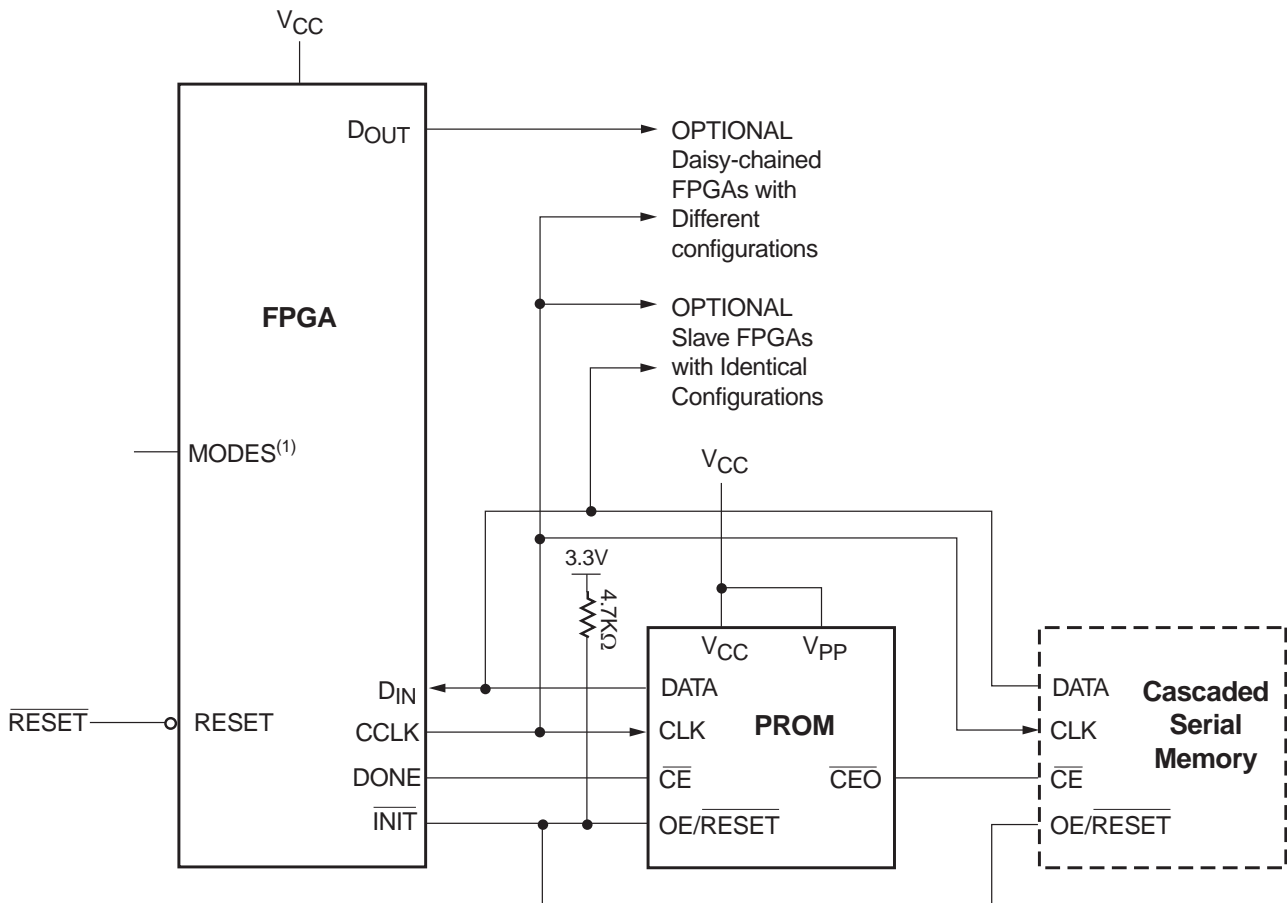 VCC
DOUT
OPTIONAL
Daisy-chained
FPGAs with
Different
configurations
FPGA
OPTIONAL
Slave FPGAs
with Identical
Configurations
MODES(1)
VCC
3.3V
4.7KΩ
VCC
VPP
DIN
DATA
DATA
Cascaded
Serial
Memory
RESET
RESET
CCLK
CLK
PROM
CLK
DONE
CE
CEO
CE
INIT
OE/RESET
OE/RESET